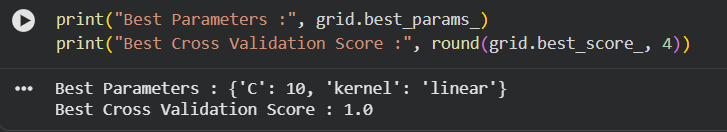 print("Best Parameters :", grid.best_params_)
print("Best Cross Validation Score :", round(grid.best_score_, 4))
Best Parameters : {'C': 10, 'kernel': 'linear'}
Best Cross Validation Score : 1.0